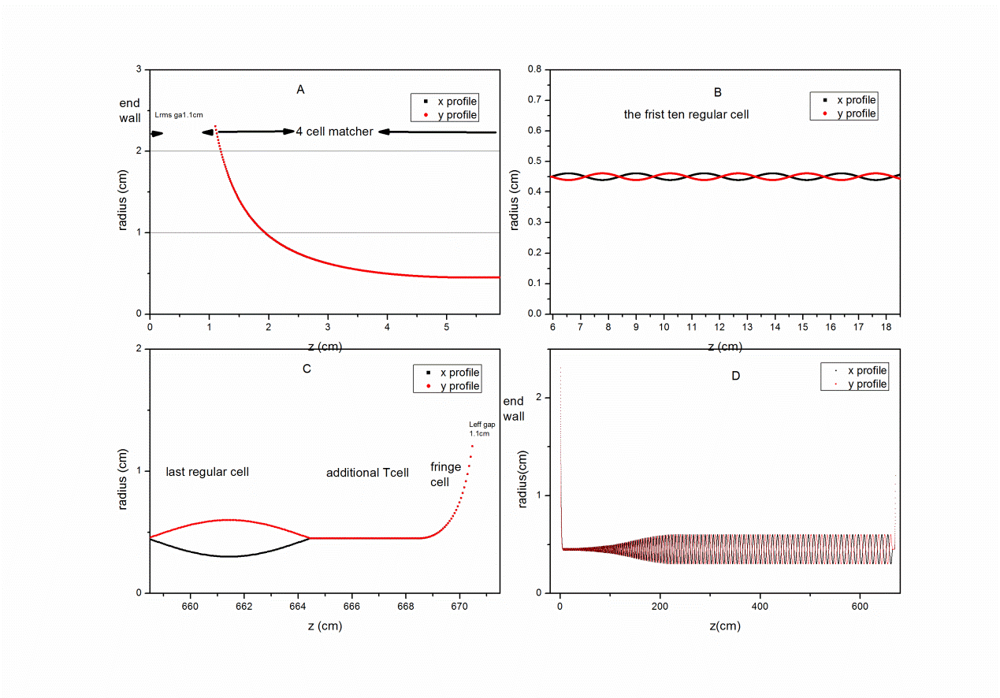 A
end
wall
Lrms ga1.1cm
x profile
y profile
4 cell matcher
3
2
1
0
radius (cm)
0 1 2 3 4 5
z (cm)
B
x profile
y profile
the frist ten regular cell
0.8
0.7
0.6
0.5
0.4
0.3
0.2
0.1
0.0
radius (cm)
6 7 8 9 10 11 12 13 14 15 16 17 18
z (cm)
C
x profile
y profile
Leff gap
1.1cm
last regular cell
additional Tcell
fringe
cell
2
1
0
radius (cm)
660 662 664 666 668 670
z (cm)
D
x profile
y profile
end
wall
2
1
0
radius(cm)
0 200 400 600
z(cm)